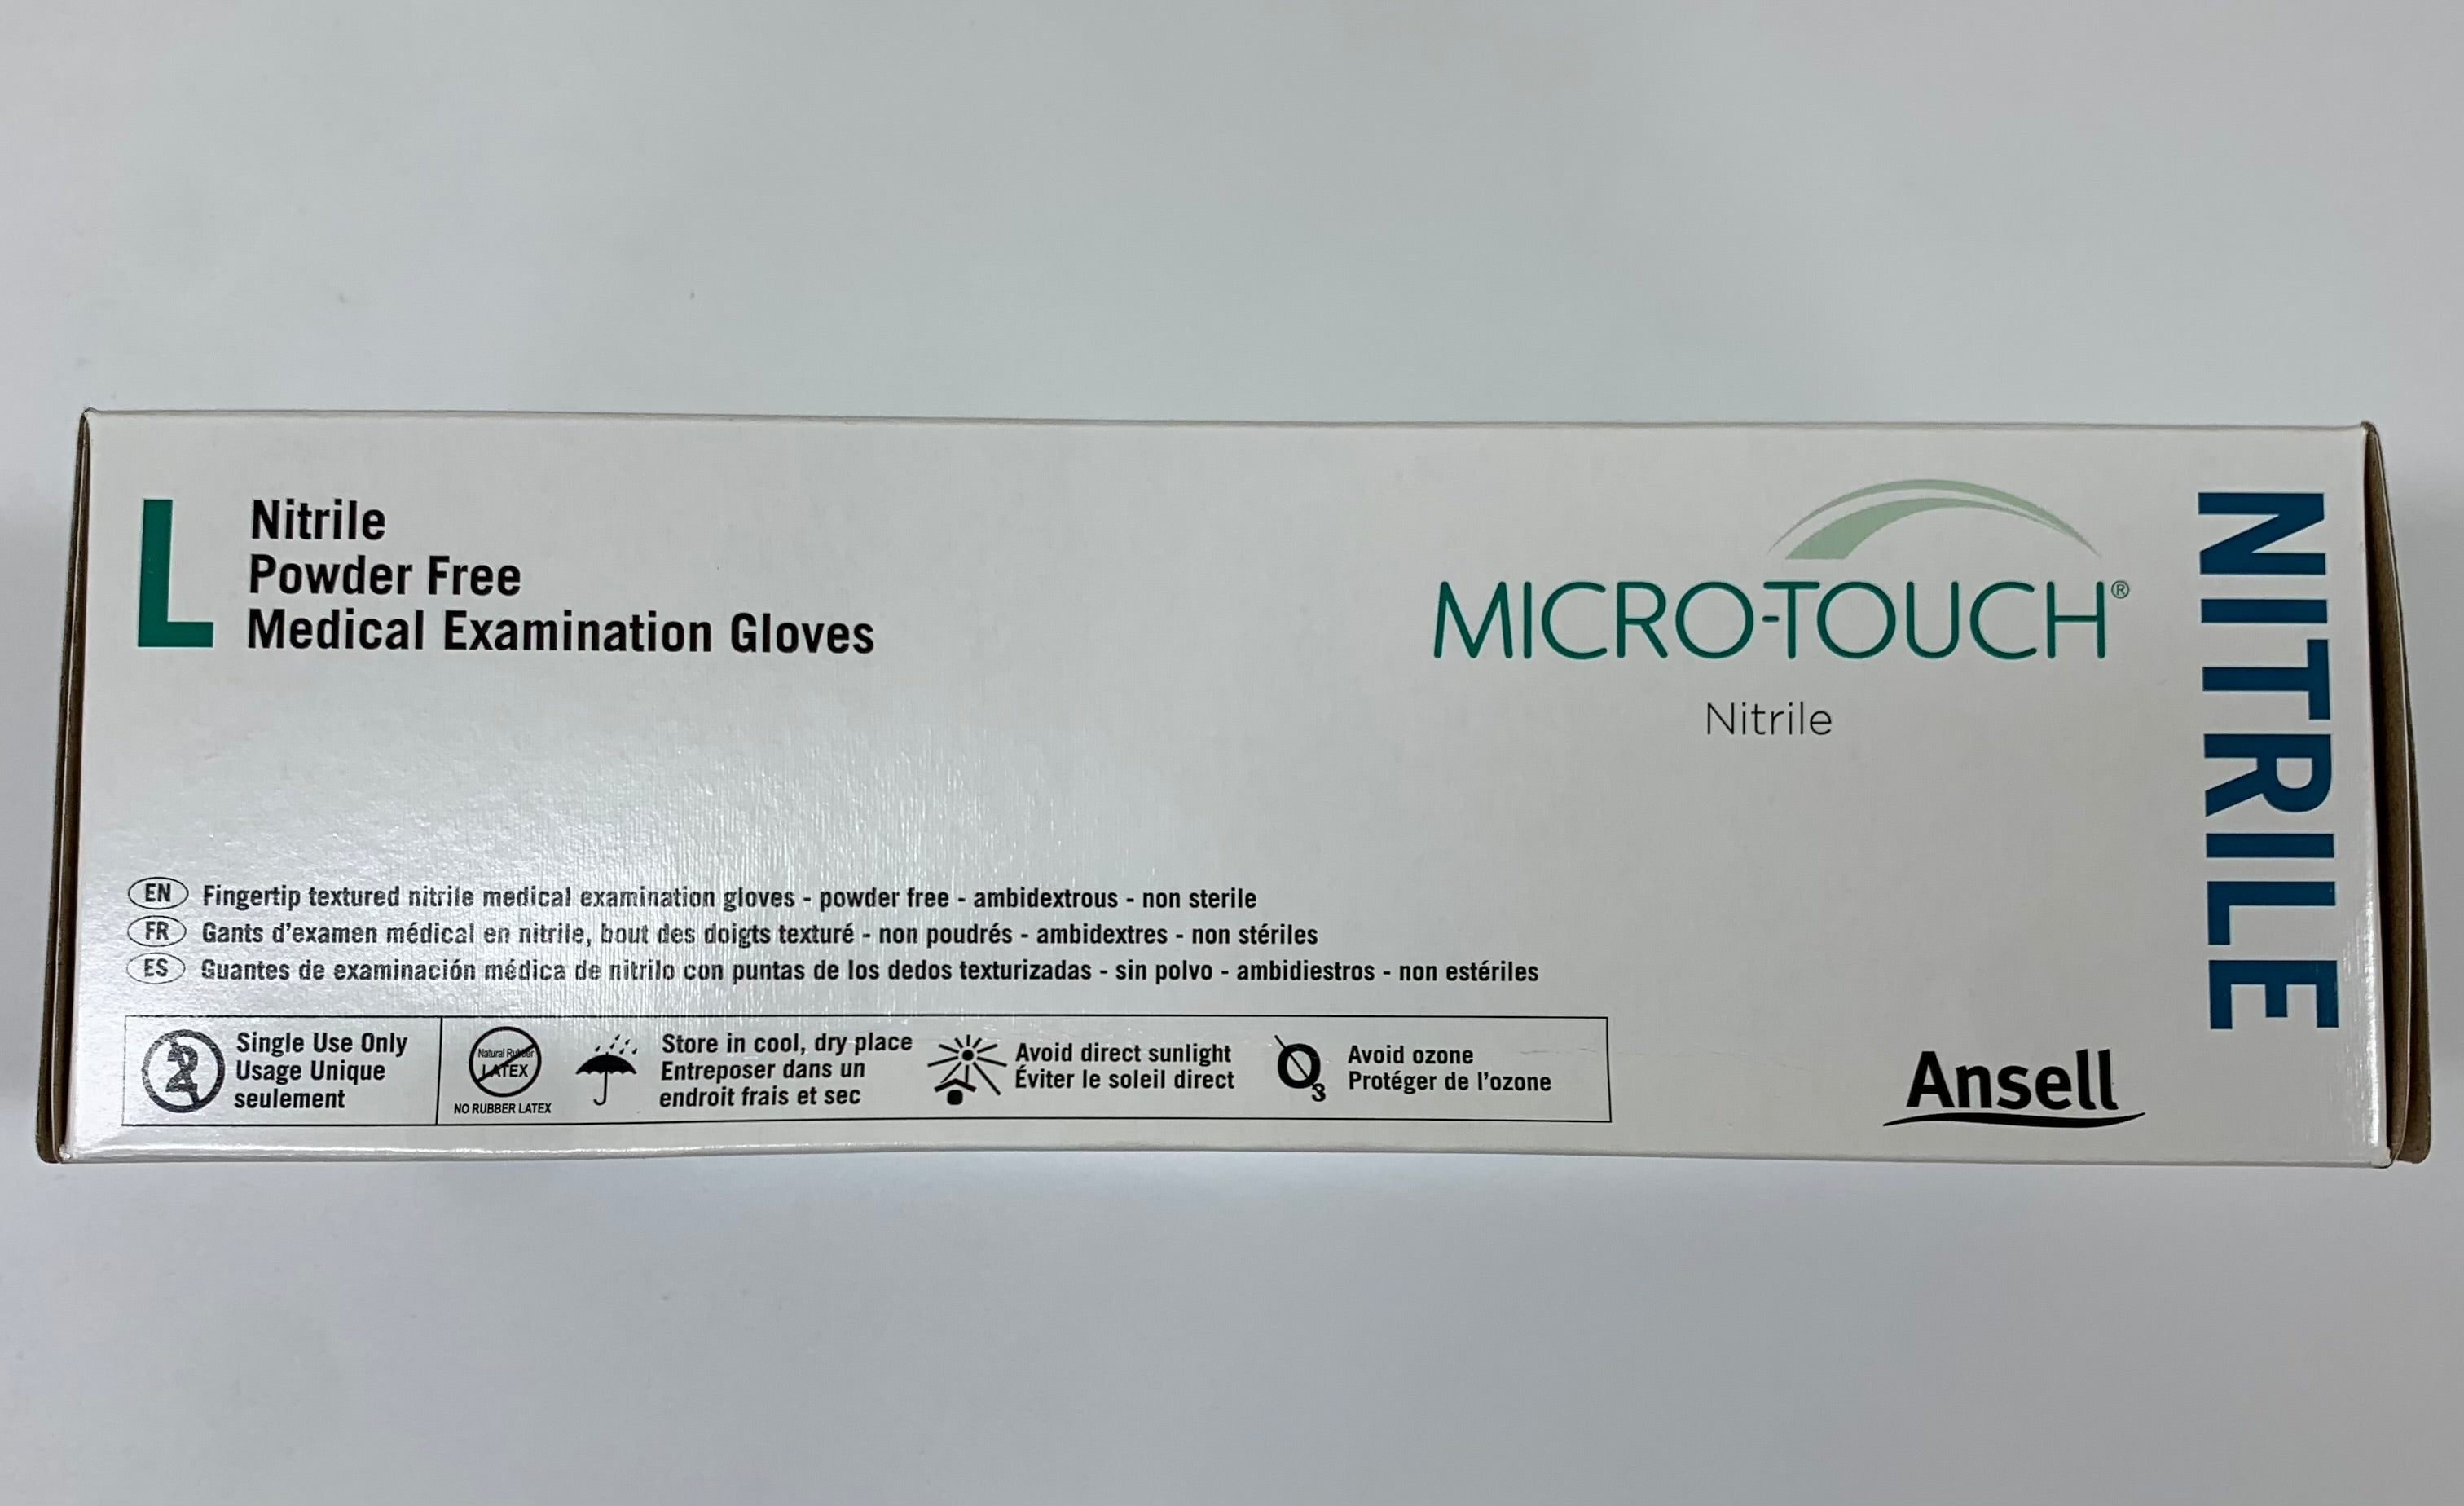 L
Nitrile
Powder Free
Medical Examination Gloves
MICRO-TOUCH®
Nitrile
NITRILE
EN Fingertip textured nitrile medical examination gloves - powder free - ambidextrous - non sterile
FR Gants d'examen médical en nitrile, bout des doigts texturé - non poudrés - ambidextres - non stériles
ES Guantes de examinación médica de nitrilo con puntas de los dedos texturizadas - sin polvo - ambidiestros - non estériles
2
Single Use Only
Usage Unique
seulement
Natural Rubber
LATEX
NO RUBBER LATEX
Store in cool, dry place
Entreposer dans un
endroit frais et sec
Avoid direct sunlight
Éviter le soleil direct
O3
Avoid ozone
Protéger de l'ozone
Ansell